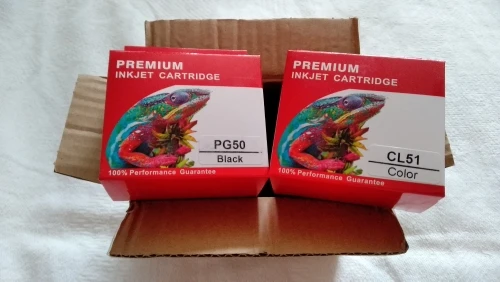 PREMIUM
INKJET CARTRIDGE
PG50
Black
100% Performance Guarantee
PREMIUM
INKJET CARTRIDGE
CL51
Color
100% Performance Guarantee